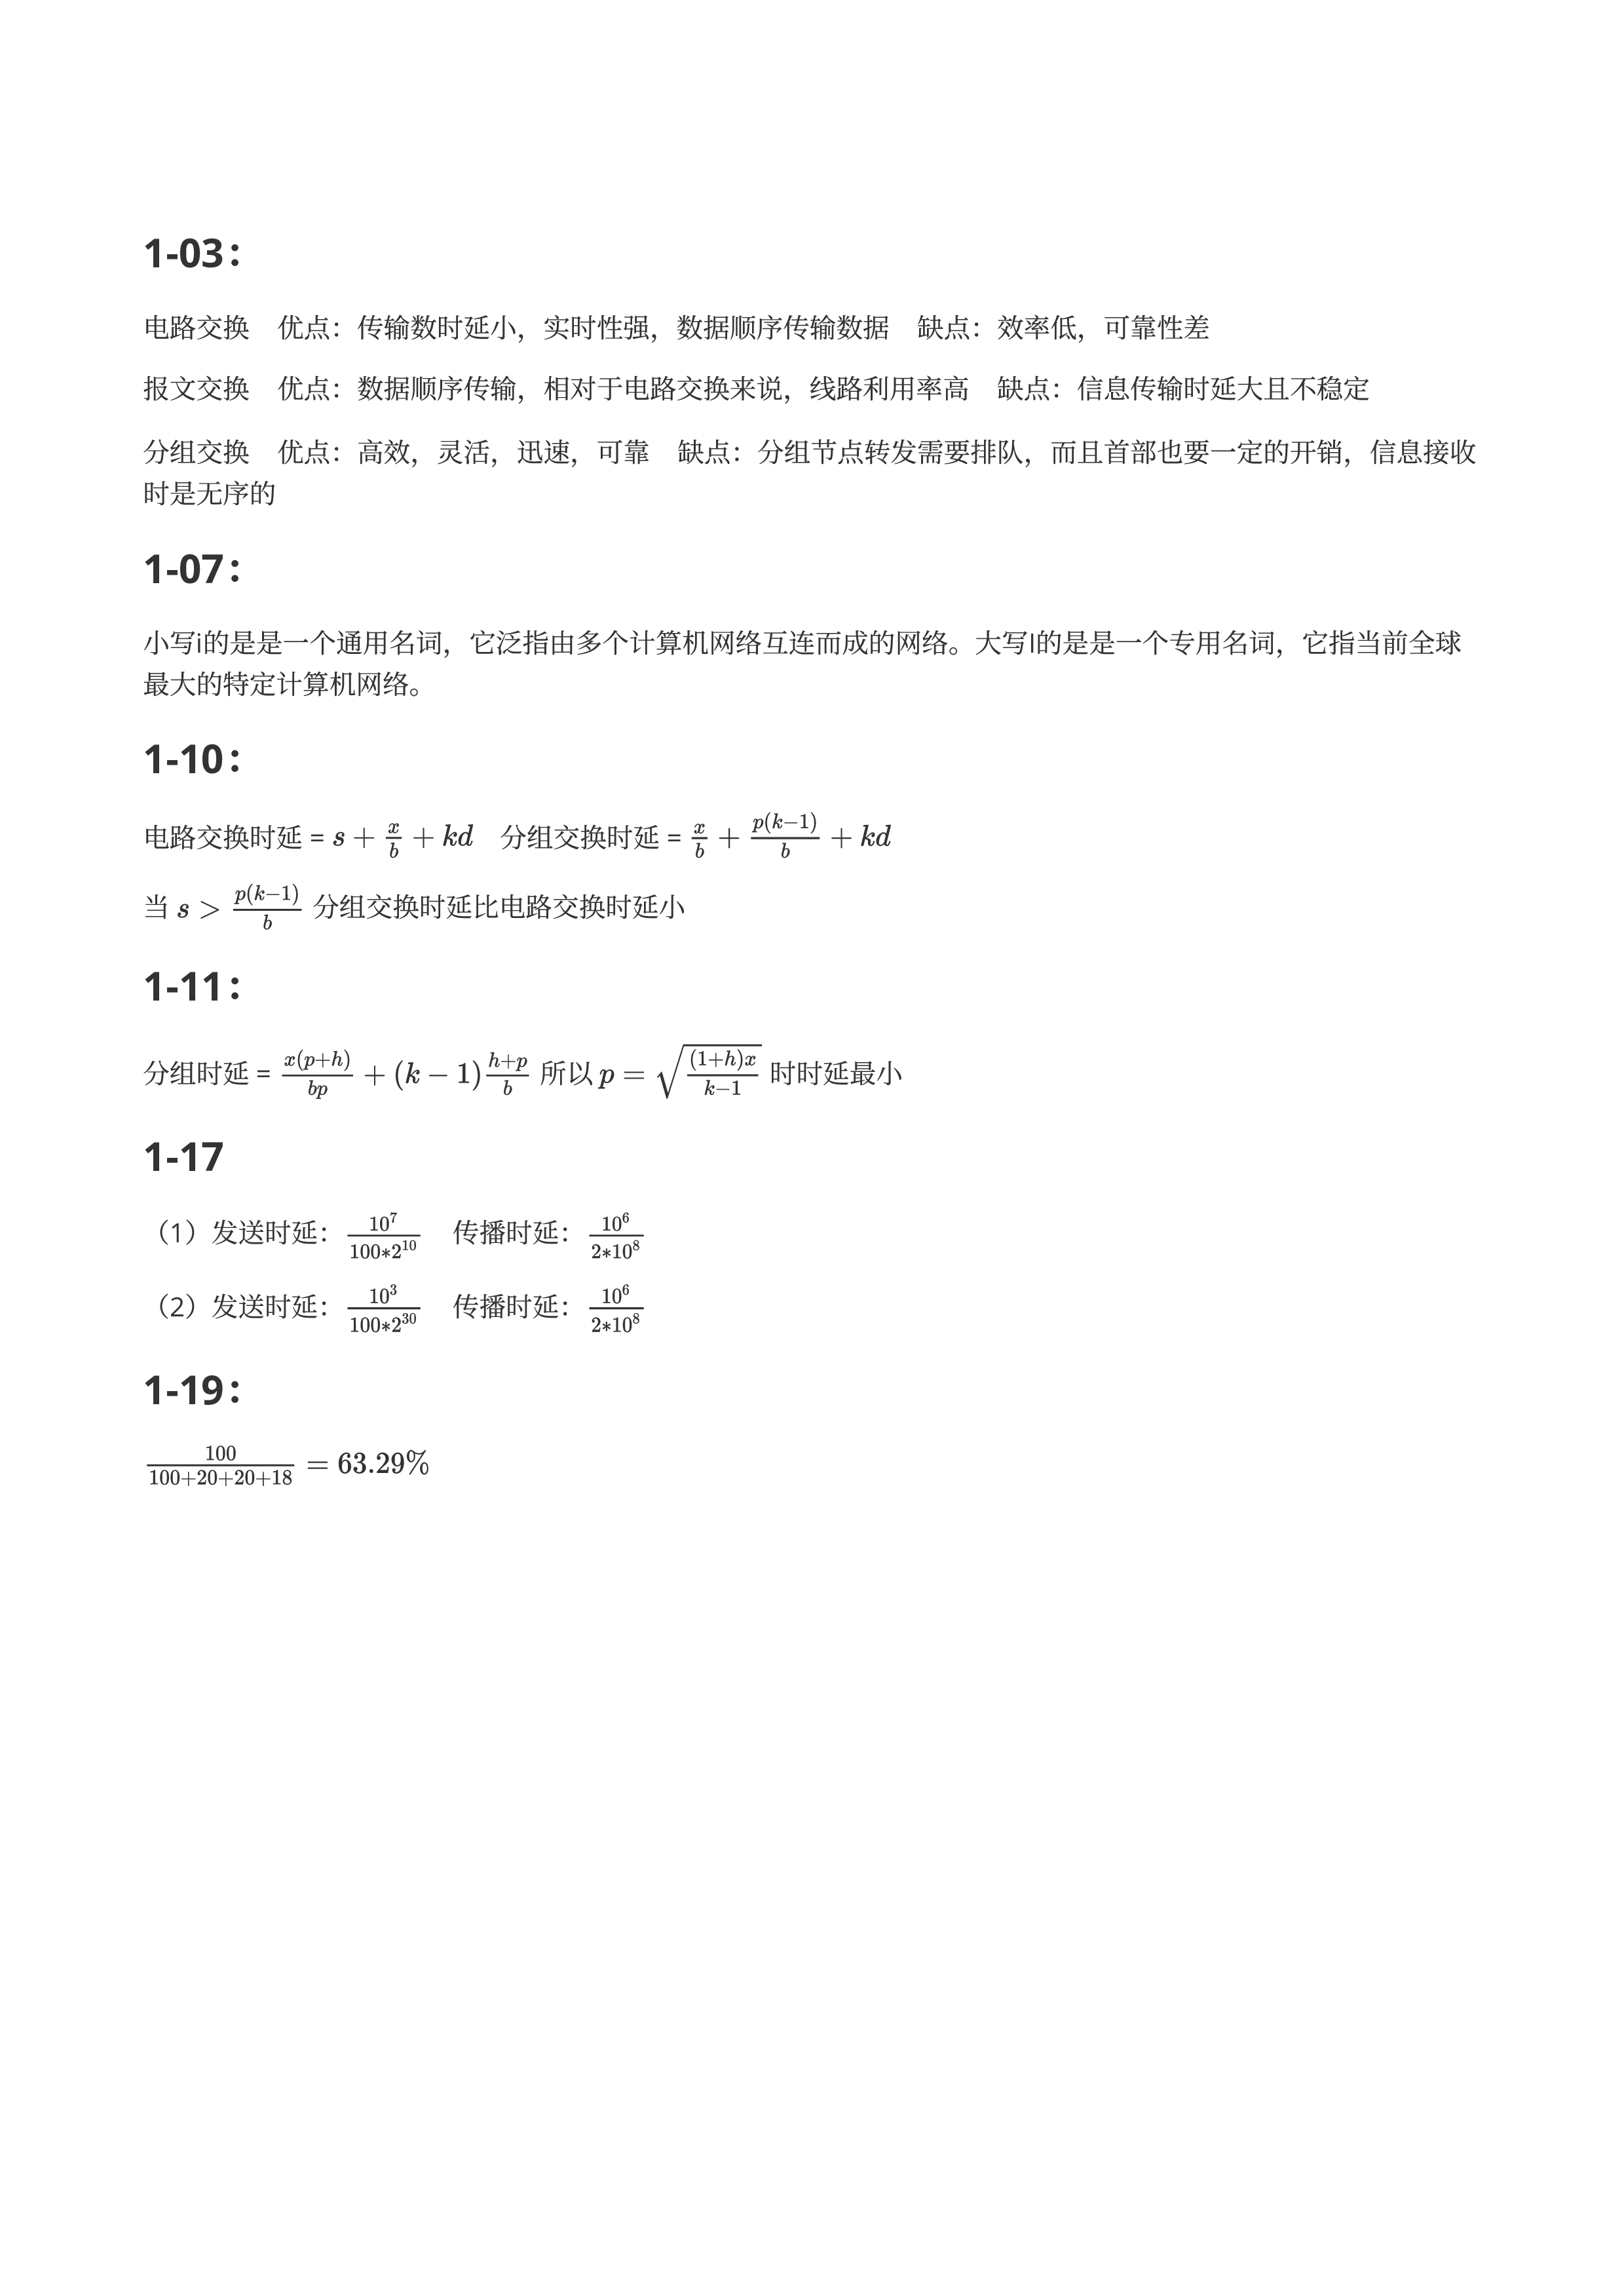 1-03：
电路交换　优点：传输数时延小，实时性强，数据顺序传输数据　缺点：效率低，可靠性差
报文交换　优点：数据顺序传输，相对于电路交换来说，线路利用率高　缺点：信息传输时延大且不稳定
分组交换　优点：高效，灵活，迅速，可靠　缺点：分组节点转发需要排队，而且首部也要一定的开销，信息接收
时是无序的
1-07：
小写i的是是一个通用名词，它泛指由多个计算机网络互连而成的网络。大写I的是是一个专用名词，它指当前全球
最大的特定计算机网络。
1-10：
电路交换时延 = $s + \frac{x}{b} + kd$　分组交换时延 = $\frac{x}{b} + \frac{p(k-1)}{b} + kd$
当 $s > \frac{p(k-1)}{b}$ 分组交换时延比电路交换时延小
1-11：
分组时延 = $\frac{x(p+h)}{bp} + (k-1)\frac{h+p}{b}$ 所以 $p = \sqrt{\frac{(1+h)x}{k-1}}$ 时时延最小
1-17
（1）发送时延：$\frac{10^7}{100*2^{10}}$　传播时延：$\frac{10^6}{2*10^8}$
（2）发送时延：$\frac{10^3}{100*2^{30}}$　传播时延：$\frac{10^6}{2*10^8}$
1-19：
$\frac{100}{100+20+20+18} = 63.29\%$